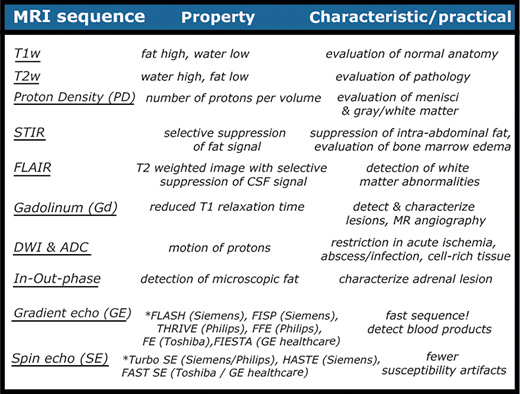 MRI sequence Property Characteristic/practical
T1w fat high, water low evaluation of normal anatomy
T2w water high, fat low evaluation of pathology
Proton Density (PD) number of protons per volume evaluation of menisci
& gray/white matter
STIR selective suppression suppression of intra-abdominal fat,
of fat signal evaluation of bone marrow edema
FLAIR T2 weighted image with selective detection of white
suppression of CSF signal matter abnormalities
Gadolinum (Gd) reduced T1 relaxation time detect & characterize
lesions, MR angiography
DWI & ADC motion of protons restriction in acute ischemia,
abscess/infection, cell-rich tissue
In-Out-phase detection of microscopic fat characterize adrenal lesion
Gradient echo (GE) *FLASH (Siemens), FISP (Siemens), fast sequence!
THRIVE (Philips), FFE (Philips), detect blood products
FE (Toshiba),FIESTA (GE healthcare)
Spin echo (SE) *Turbo SE (Siemens/Philips), HASTE (Siemens), fewer
FAST SE (Toshiba / GE healthcare) susceptibility artifacts